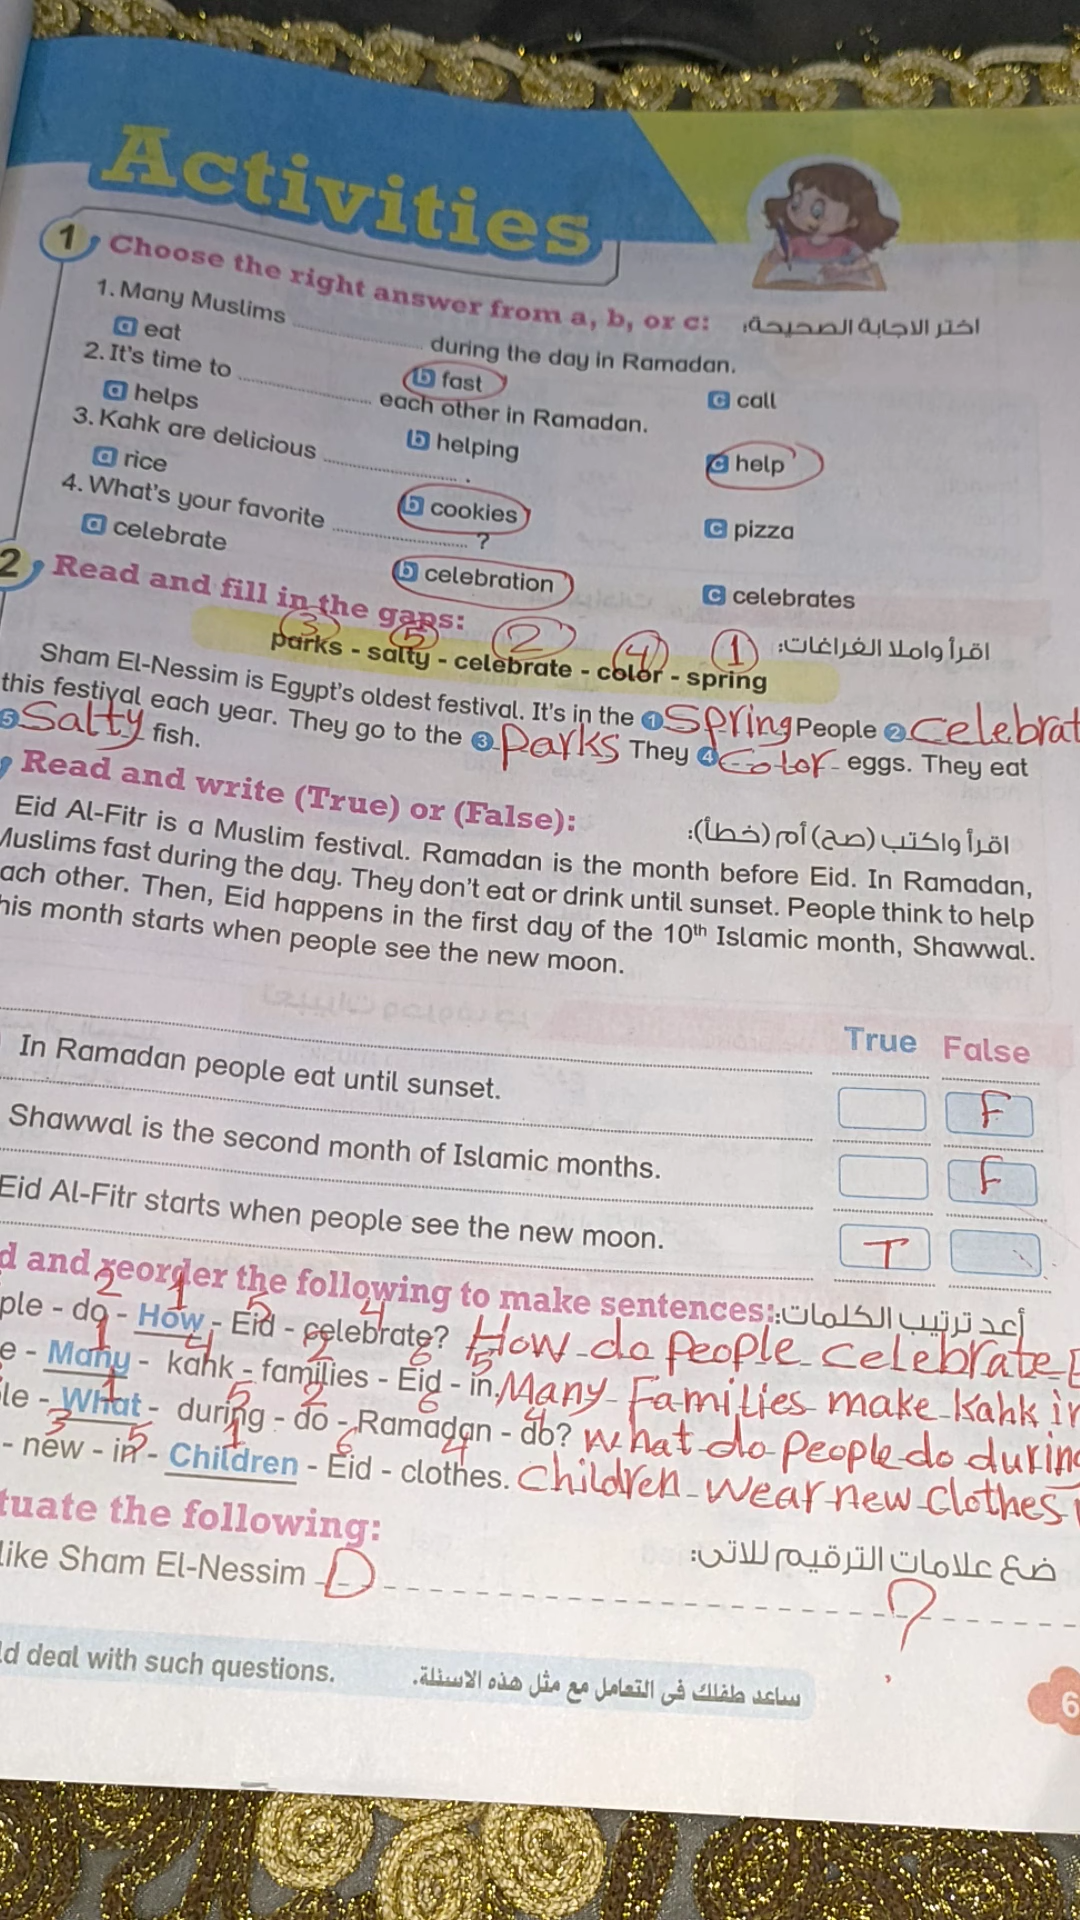 Activities
1 Choose the right answer from a, b, or c: اختر الاجابة الصحيحة:
1. Many Muslims ............ during the day in Ramadan.
a eat b fast c call
2. It's time to ............ each other in Ramadan.
a helps b helping c help
3. Kahk are delicious ............ .
a rice b cookies c pizza
4. What's your favorite ............ ?
a celebrate b celebration c celebrates
2 Read and fill in the gaps: اقرأ واملا الفراغات:
3 5 2 4 1
parks - salty - celebrate - color - spring
Sham El-Nessim is Egypt's oldest festival. It's in the 1 Spring People 2 Celebrat
this festival each year. They go to the 3 parks They 4 Color eggs. They eat
5 Salty fish.
Read and write (True) or (False): اقرأ واكتب (صح) أم (خطأ):
Eid Al-Fitr is a Muslim festival. Ramadan is the month before Eid. In Ramadan,
Muslims fast during the day. They don't eat or drink until sunset. People think to help
ach other. Then, Eid happens in the first day of the 10th Islamic month, Shawwal.
his month starts when people see the new moon.
True False
In Ramadan people eat until sunset. F
Shawwal is the second month of Islamic months. F
Eid Al-Fitr starts when people see the new moon. T
d and reorder the following to make sentences: أعد ترتيب الكلمات:
2 1 5 4
ple - do - How - Eid - celebrate? How do people celebrate
1 4 2 6 5
e - Many - kahk - families - Eid - in. Many Families make kahk in
1 5 2 6 4
le - What - during - do - Ramadan - do? What do People do during
3 5 1 6 4
- new - in - Children - Eid - clothes. Children wear new clothes
tuate the following: ضع علامات الترقيم للاتى:
like Sham El-Nessim D ?
ld deal with such questions. ساعد طفلك فى التعامل مع مثل هذه الاسئلة.
6